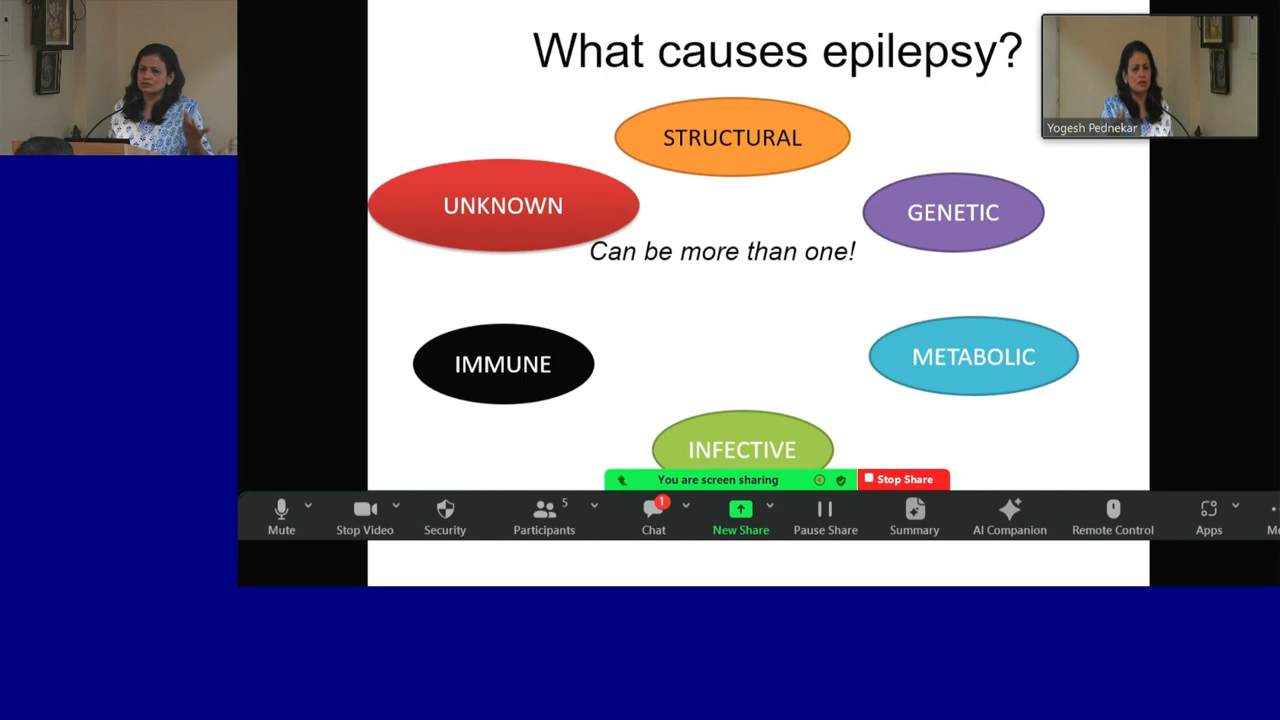 What causes epilepsy?
STRUCTURAL
Yogesh Pednekar
UNKNOWN
GENETIC
Can be more than one!
IMMUNE
METABOLIC
INFECTIVE
You are screen sharing
Stop Share
5
1
Mute
Stop Video
Security
Participants
Chat
New Share
Pause Share
Summary
AI Companion
Remote Control
Apps